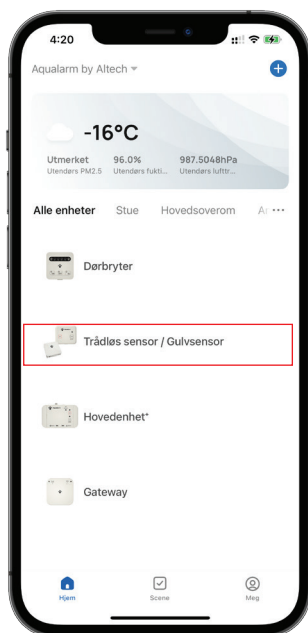 4:20
Aqualarm by Altech
-16°C
Utmerket 96.0% 987.5048hPa
Utendørs PM2.5 Utendørs fukti... Utendørs lufttr...
Alle enheter Stue Hovedsoverom
Dørbryter
Trådløs sensor / Gulvsensor
Hovedenhet*
Gateway
Hjem Scene Meg